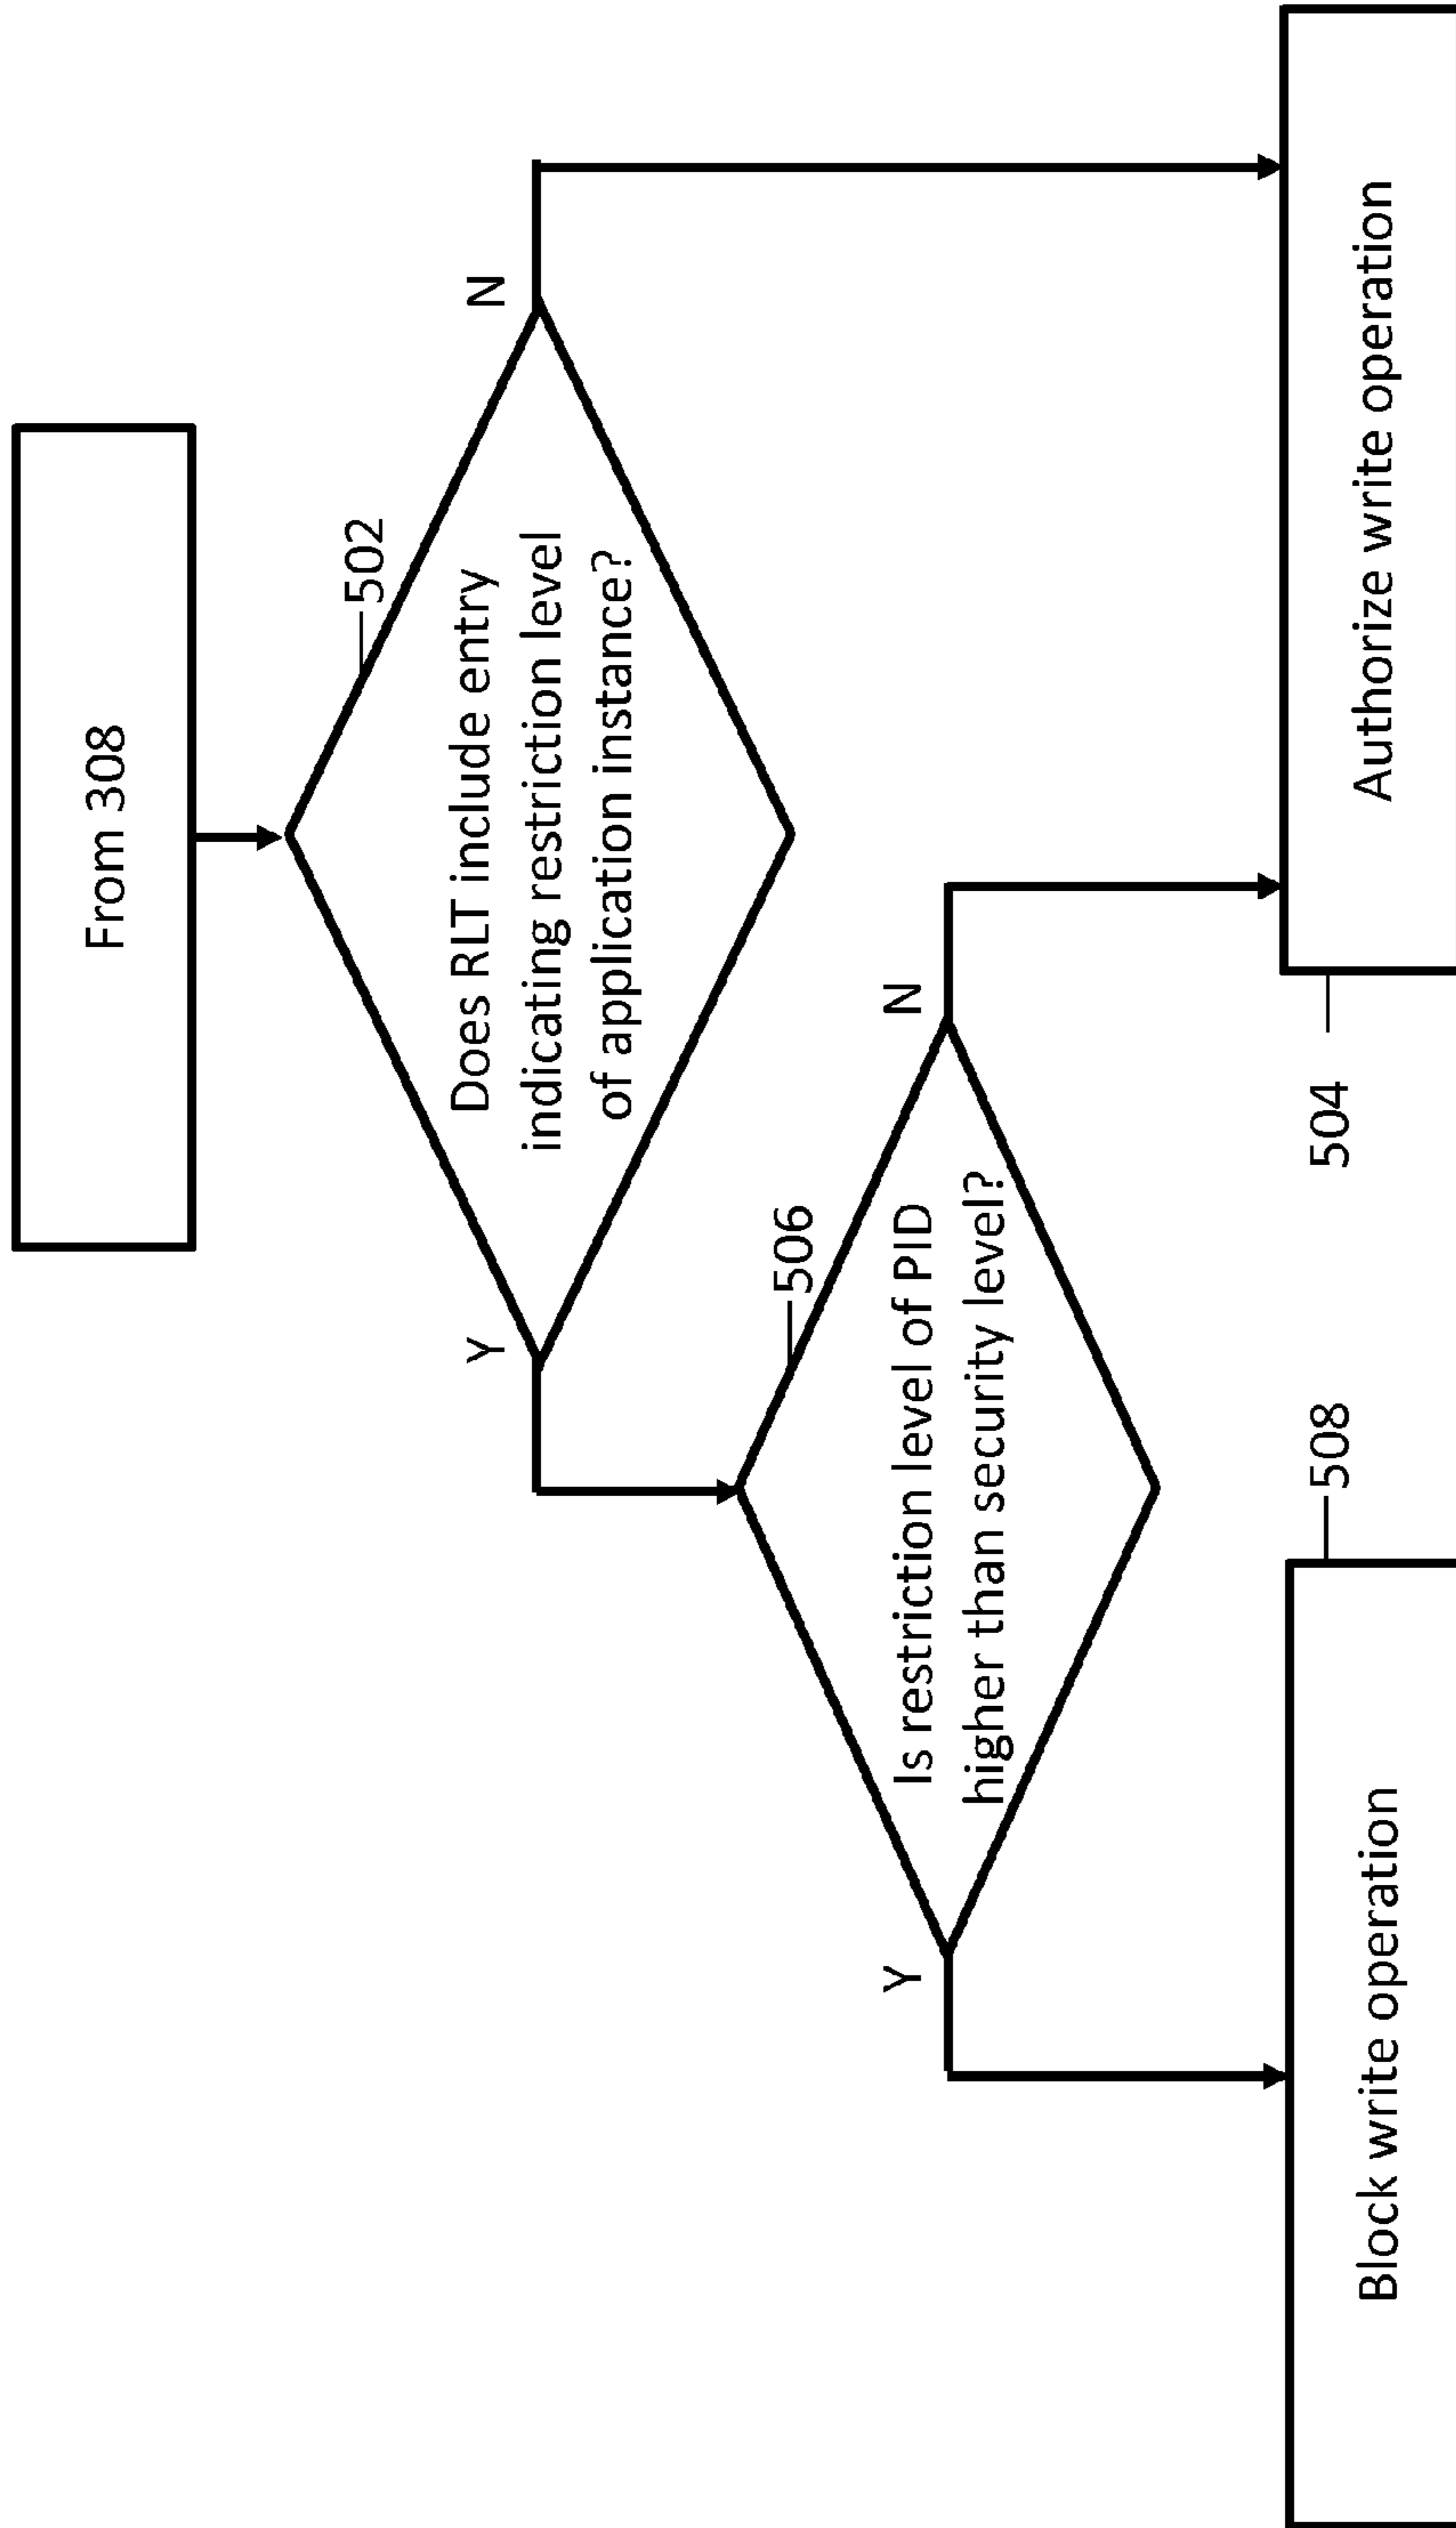 From 308
502
Does RLT include entry
indicating restriction level
of application instance?
Y
N
506
Is restriction level of PID
higher than security level?
Y
N
508
504
Block write operation
Authorize write operation